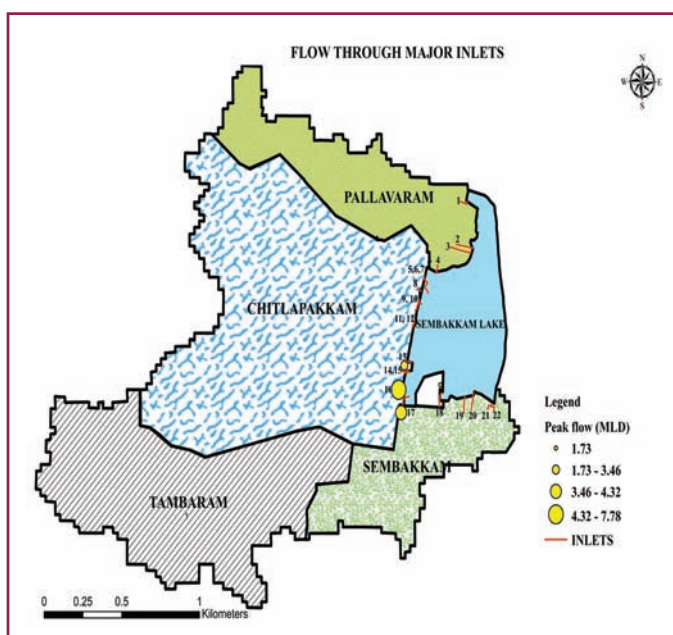 FLOW THROUGH MAJOR INLETS
N
W E
S
PALLAVARAM
1
2
3
4
5,6,7
8
9, 10
11, 12
CHITLAPAKKAM
SEMBAKKAM LAKE
13
14,15
16
17
18
19
20
21
22
SEMBAKKAM
TAMBARAM
Legend
Peak flow (MLD)
1.73
1.73 - 3.46
3.46 - 4.32
4.32 - 7.78
INLETS
0 0.25 0.5 1
Kilometers